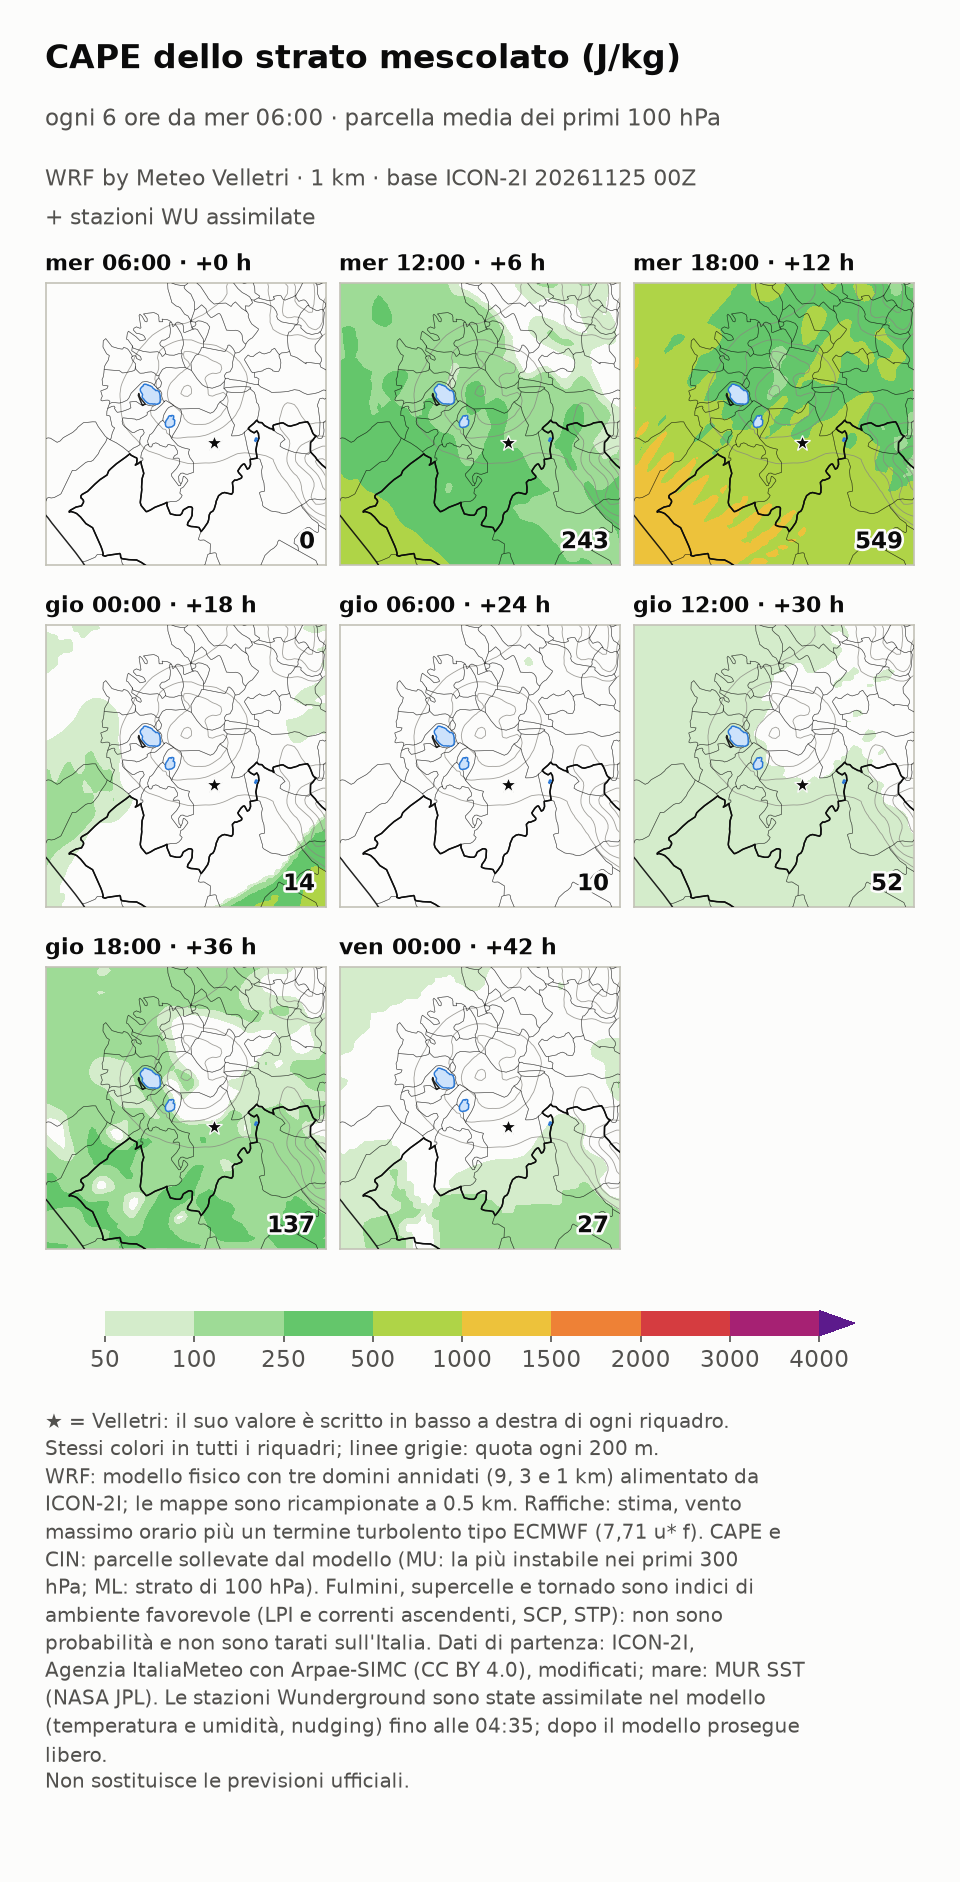 CAPE dello strato mescolato (J/kg)
ogni 6 ore da mer 06:00 · parcella media dei primi 100 hPa
WRF by Meteo Velletri · 1 km · base ICON-2I 20261125 00Z
+ stazioni WU assimilate
mer 06:00 · +0 h
mer 12:00 · +6 h
mer 18:00 · +12 h
0
243
549
gio 00:00 · +18 h
gio 06:00 · +24 h
gio 12:00 · +30 h
14
10
52
gio 18:00 · +36 h
ven 00:00 · +42 h
137
27
50 100 250 500 1000 1500 2000 3000 4000
★ = Velletri: il suo valore è scritto in basso a destra di ogni riquadro.
Stessi colori in tutti i riquadri; linee grigie: quota ogni 200 m.
WRF: modello fisico con tre domini annidati (9, 3 e 1 km) alimentato da
ICON-2I; le mappe sono ricampionate a 0.5 km. Raffiche: stima, vento
massimo orario più un termine turbolento tipo ECMWF (7,71 u* f). CAPE e
CIN: parcelle sollevate dal modello (MU: la più instabile nei primi 300
hPa; ML: strato di 100 hPa). Fulmini, supercelle e tornado sono indici di
ambiente favorevole (LPI e correnti ascendenti, SCP, STP): non sono
probabilità e non sono tarati sull'Italia. Dati di partenza: ICON-2I,
Agenzia ItaliaMeteo con Arpae-SIMC (CC BY 4.0), modificati; mare: MUR SST
(NASA JPL). Le stazioni Wunderground sono state assimilate nel modello
(temperatura e umidità, nudging) fino alle 04:35; dopo il modello prosegue
libero.
Non sostituisce le previsioni ufficiali.